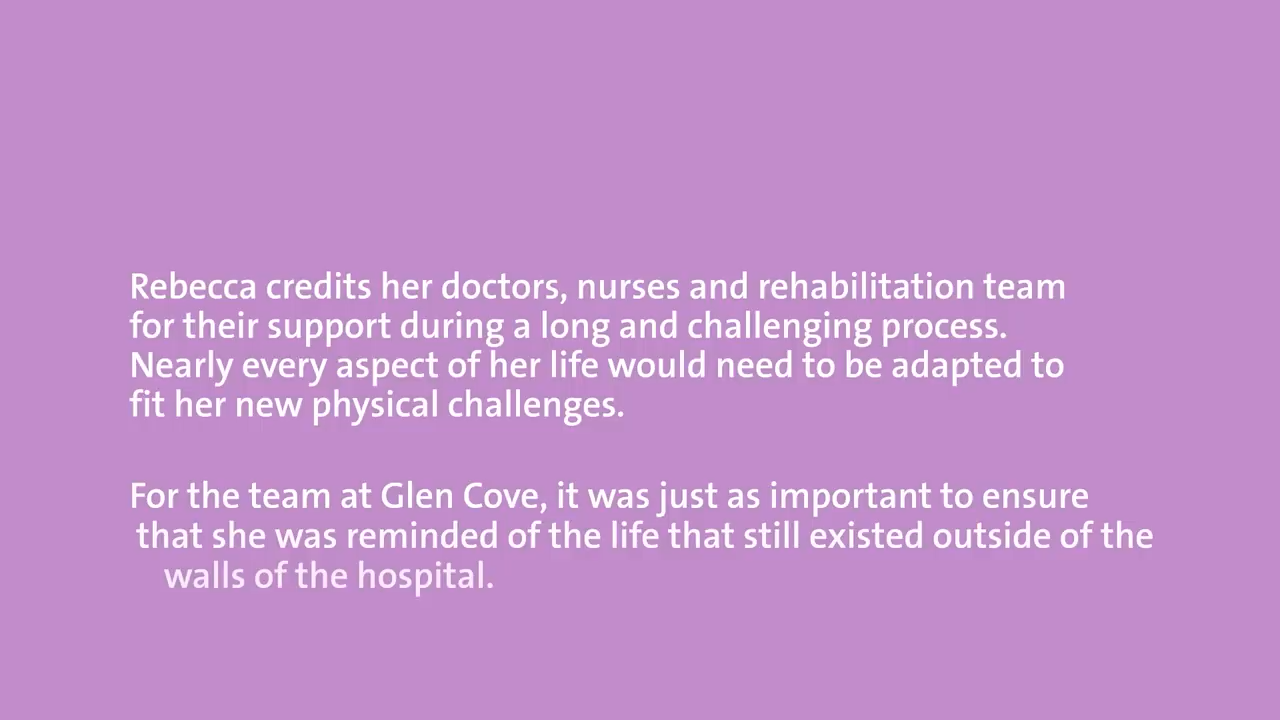 Rebecca credits her doctors, nurses and rehabilitation team
for their support during a long and challenging process.
Nearly every aspect of her life would need to be adapted to
fit her new physical challenges.
For the team at Glen Cove, it was just as important to ensure
that she was reminded of the life that still existed outside of the
walls of the hospital.